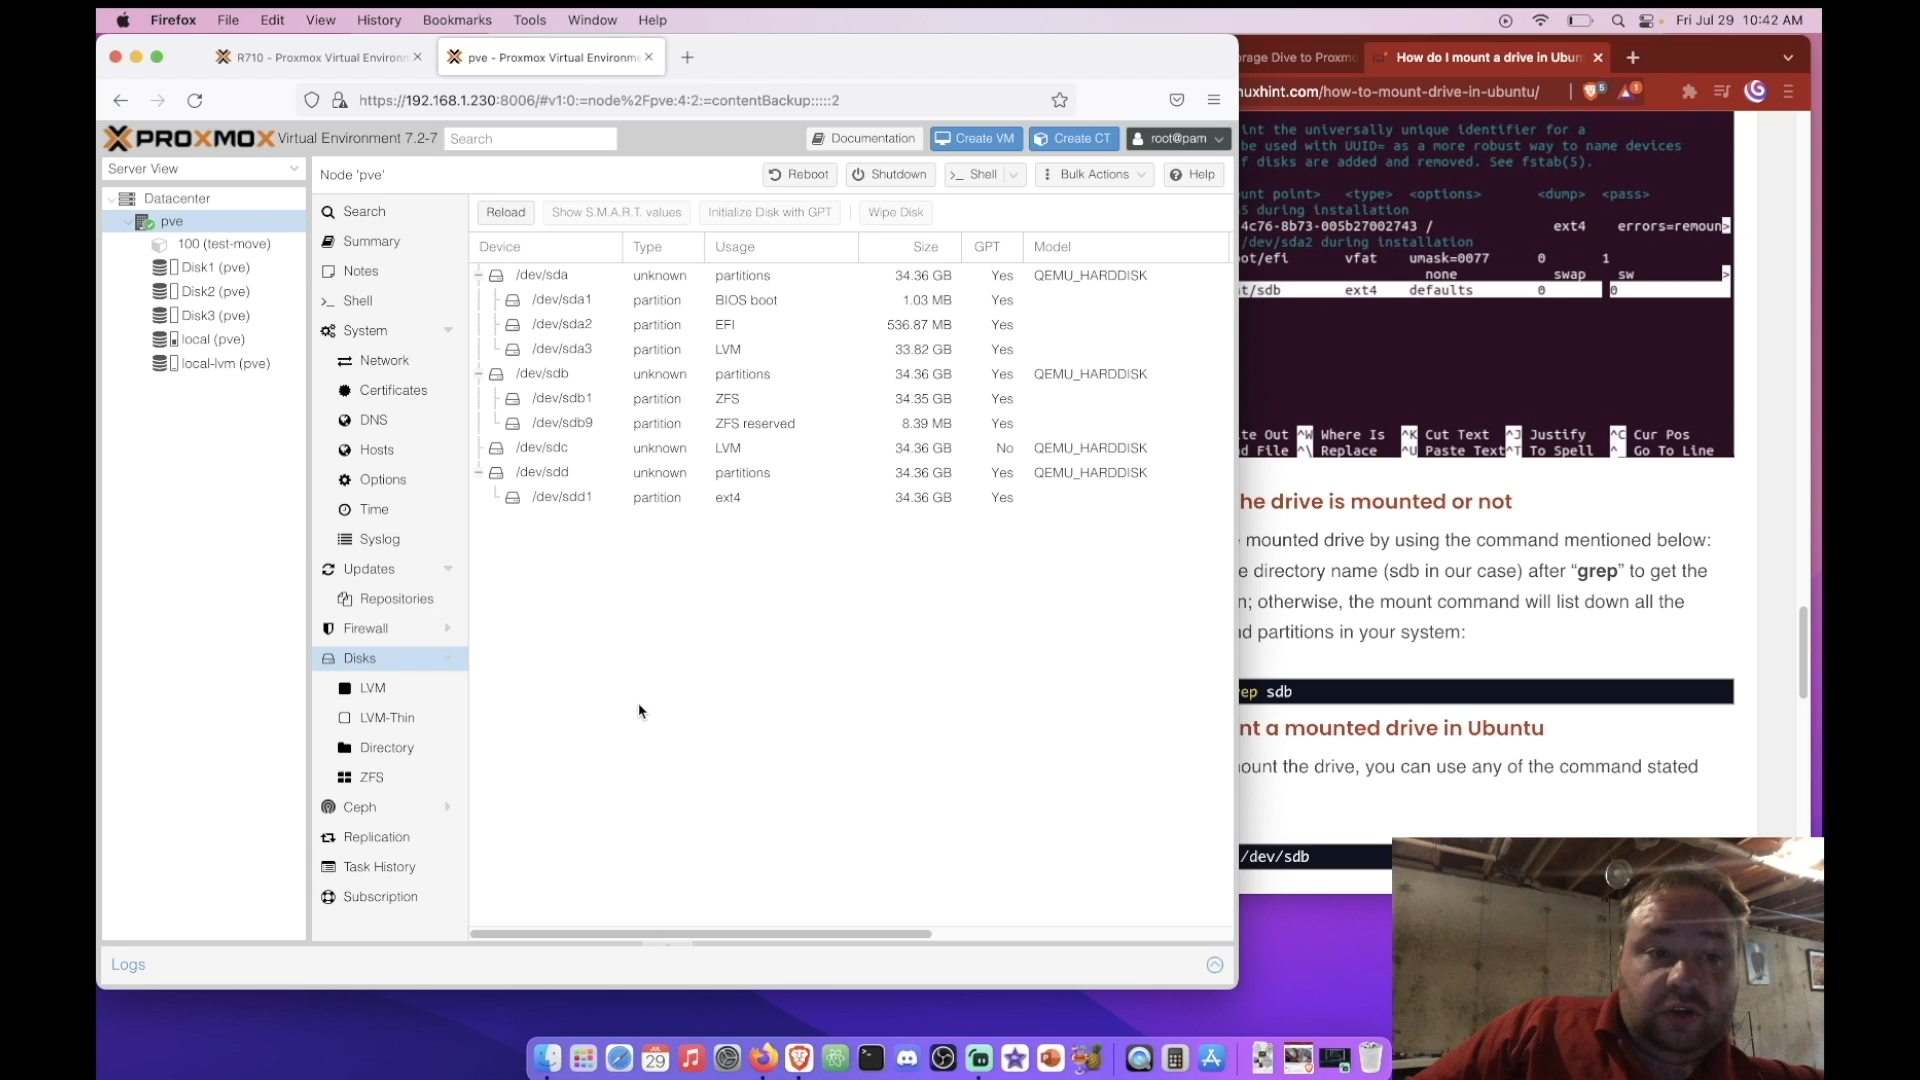 Firefox File Edit View History Bookmarks Tools Window Help
Fri Jul 29 10:42 AM
R710 - Proxmox Virtual Environ
pve - Proxmox Virtual Environme
https://192.168.1.230:8006/#v1:0:=node%2Fpve:4:2:=contentBackup:::::2
PROXMOX Virtual Environment 7.2-7
Search
Documentation
Create VM
Create CT
root@pam
Server View
Datacenter
pve
100 (test-move)
Disk1 (pve)
Disk2 (pve)
Disk3 (pve)
local (pve)
local-lvm (pve)
Node 'pve'
Reboot
Shutdown
>_ Shell
Bulk Actions
Help
Search
Summary
Notes
>_ Shell
System
Network
Certificates
DNS
Hosts
Options
Time
Syslog
Updates
Repositories
Firewall
Disks
LVM
LVM-Thin
Directory
ZFS
Ceph
Replication
Task History
Subscription
Reload
Show S.M.A.R.T. values
Initialize Disk with GPT
Wipe Disk
Device Type Usage Size GPT Model
/dev/sda unknown partitions 34.36 GB Yes QEMU_HARDDISK
/dev/sda1 partition BIOS boot 1.03 MB Yes
/dev/sda2 partition EFI 536.87 MB Yes
/dev/sda3 partition LVM 33.82 GB Yes
/dev/sdb unknown partitions 34.36 GB Yes QEMU_HARDDISK
/dev/sdb1 partition ZFS 34.35 GB Yes
/dev/sdb9 partition ZFS reserved 8.39 MB Yes
/dev/sdc unknown LVM 34.36 GB No QEMU_HARDDISK
/dev/sdd unknown partitions 34.36 GB Yes QEMU_HARDDISK
/dev/sdd1 partition ext4 34.36 GB Yes
Logs
rage Dive to Proxmo
How do I mount a drive in Ubun
nuxhint.com/how-to-mount-drive-in-ubuntu/
5
1
int the universally unique identifier for a
be used with UUID= as a more robust way to name devices
f disks are added and removed. See fstab(5).
unt point> <type> <options> <dump> <pass>
5 during installation
4c76-8b73-005b27002743 / ext4 errors=remoun>
/dev/sda2 during installation
ot/efi vfat umask=0077 0 1
none swap sw >
t/sdb ext4 defaults 0 0
te Out ^W Where Is ^K Cut Text ^J Justify ^C Cur Pos
d File ^\ Replace ^U Paste Text ^T To Spell ^_ Go To Line
he drive is mounted or not
mounted drive by using the command mentioned below:
e directory name (sdb in our case) after “grep” to get the
n; otherwise, the mount command will list down all the
nd partitions in your system:
ep sdb
nt a mounted drive in Ubuntu
ount the drive, you can use any of the command stated
/dev/sdb
JUL
29